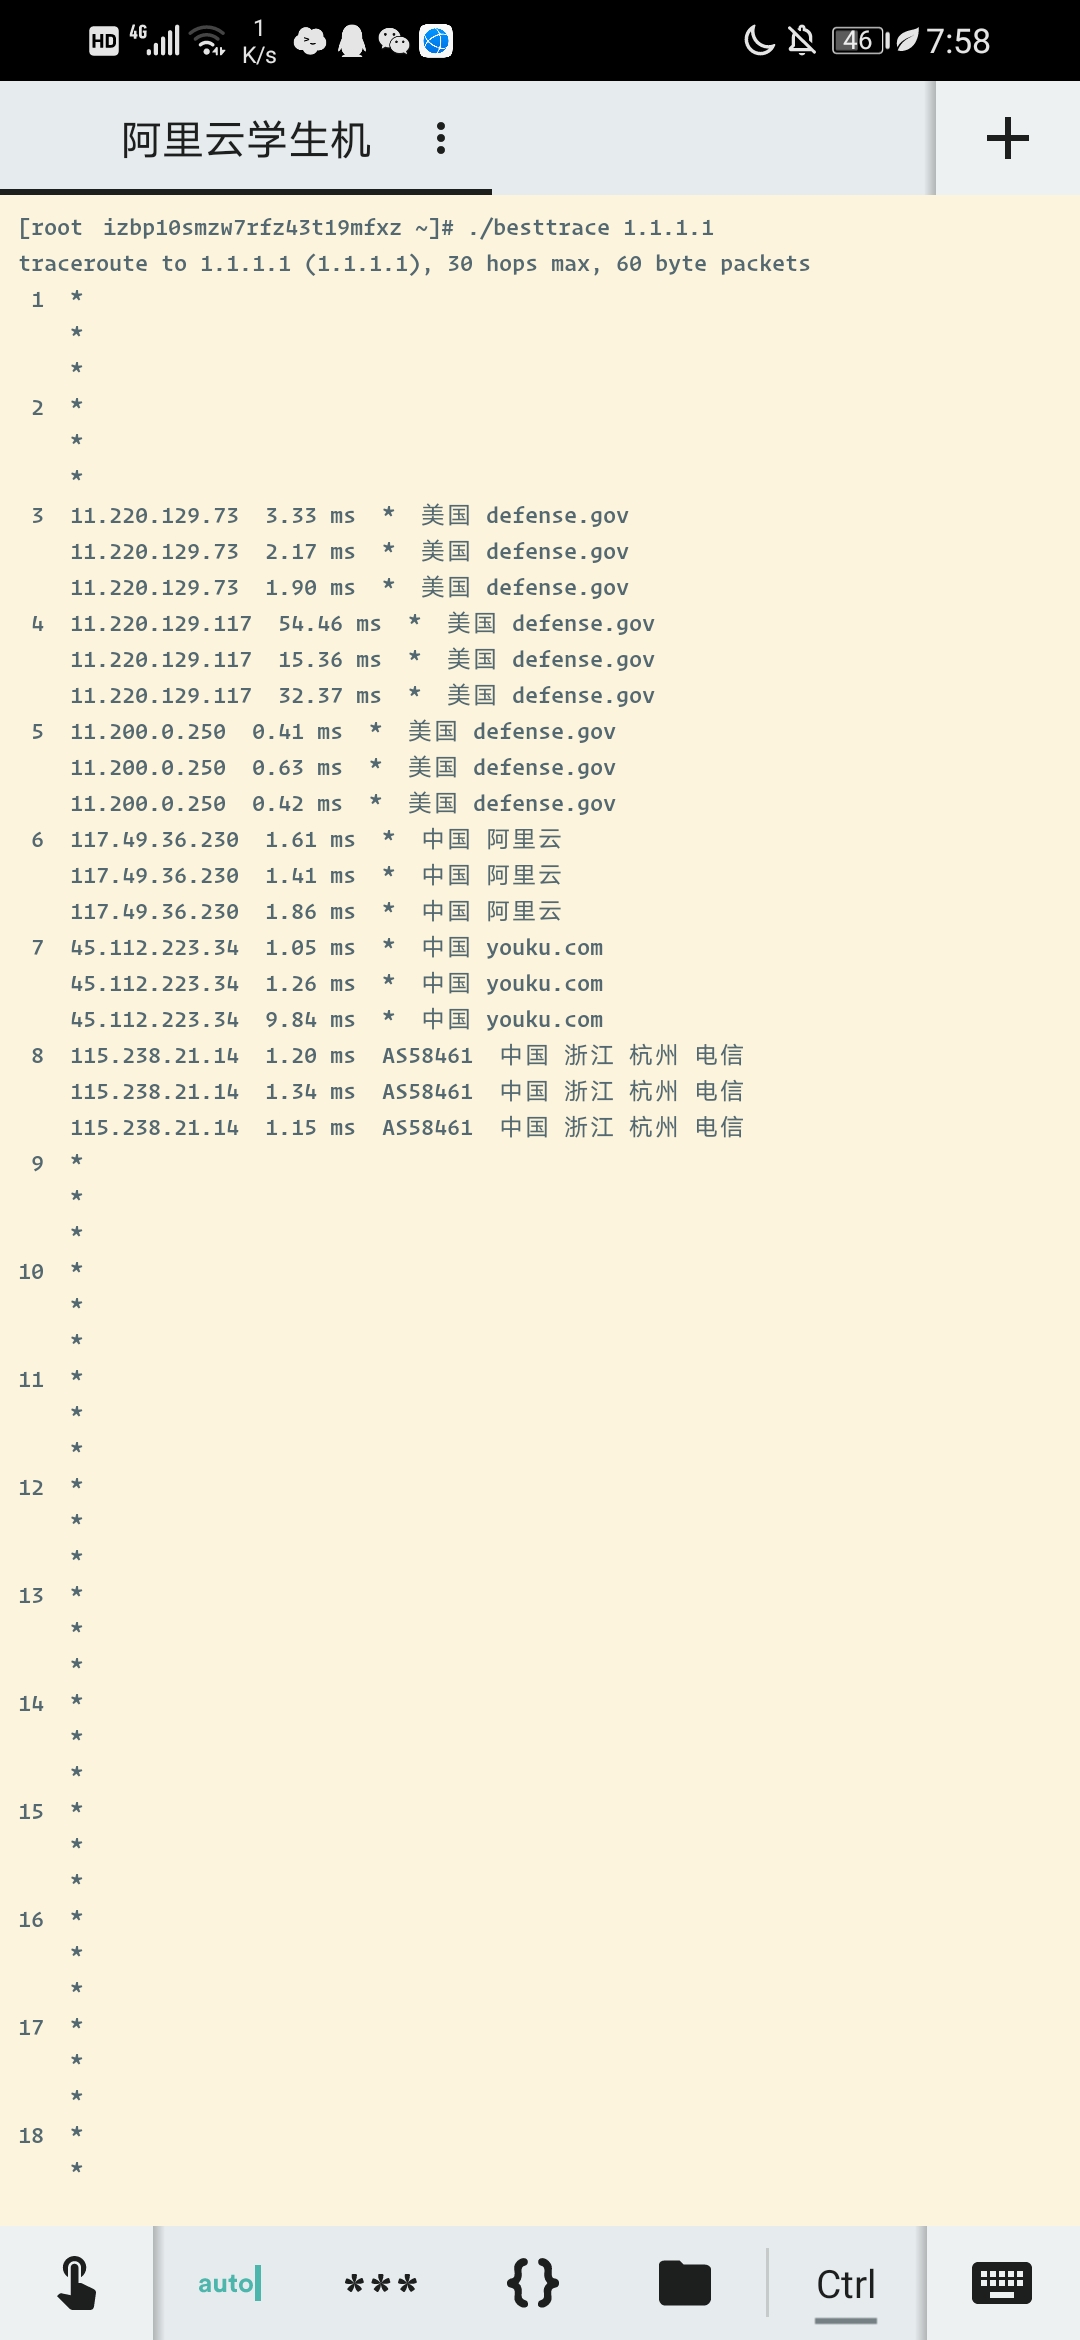 HD 4G 1 K/s 46 7:58
阿里云学生机
[root izbp10smzw7rfz43t19mfxz ~]# ./besttrace 1.1.1.1
traceroute to 1.1.1.1 (1.1.1.1), 30 hops max, 60 byte packets
1 *
*
*
2 *
*
*
3 11.220.129.73 3.33 ms * 美国 defense.gov
11.220.129.73 2.17 ms * 美国 defense.gov
11.220.129.73 1.90 ms * 美国 defense.gov
4 11.220.129.117 54.46 ms * 美国 defense.gov
11.220.129.117 15.36 ms * 美国 defense.gov
11.220.129.117 32.37 ms * 美国 defense.gov
5 11.200.0.250 0.41 ms * 美国 defense.gov
11.200.0.250 0.63 ms * 美国 defense.gov
11.200.0.250 0.42 ms * 美国 defense.gov
6 117.49.36.230 1.61 ms * 中国 阿里云
117.49.36.230 1.41 ms * 中国 阿里云
117.49.36.230 1.86 ms * 中国 阿里云
7 45.112.223.34 1.05 ms * 中国 youku.com
45.112.223.34 1.26 ms * 中国 youku.com
45.112.223.34 9.84 ms * 中国 youku.com
8 115.238.21.14 1.20 ms AS58461 中国 浙江 杭州 电信
115.238.21.14 1.34 ms AS58461 中国 浙江 杭州 电信
115.238.21.14 1.15 ms AS58461 中国 浙江 杭州 电信
9 *
*
*
10 *
*
*
11 *
*
*
12 *
*
*
13 *
*
*
14 *
*
*
15 *
*
*
16 *
*
*
17 *
*
*
18 *
*
auto *** {} Ctrl